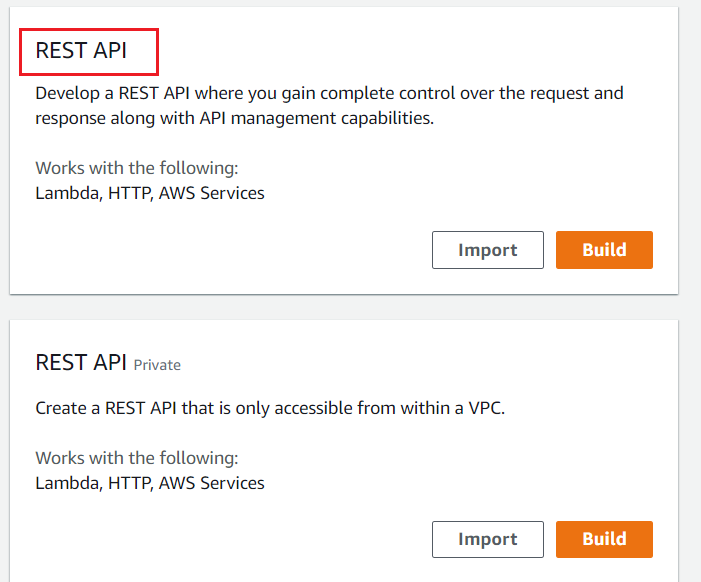 REST API
Develop a REST API where you gain complete control over the request and
response along with API management capabilities.
Works with the following:
Lambda, HTTP, AWS Services
Import Build
REST API Private
Create a REST API that is only accessible from within a VPC.
Works with the following:
Lambda, HTTP, AWS Services
Import Build